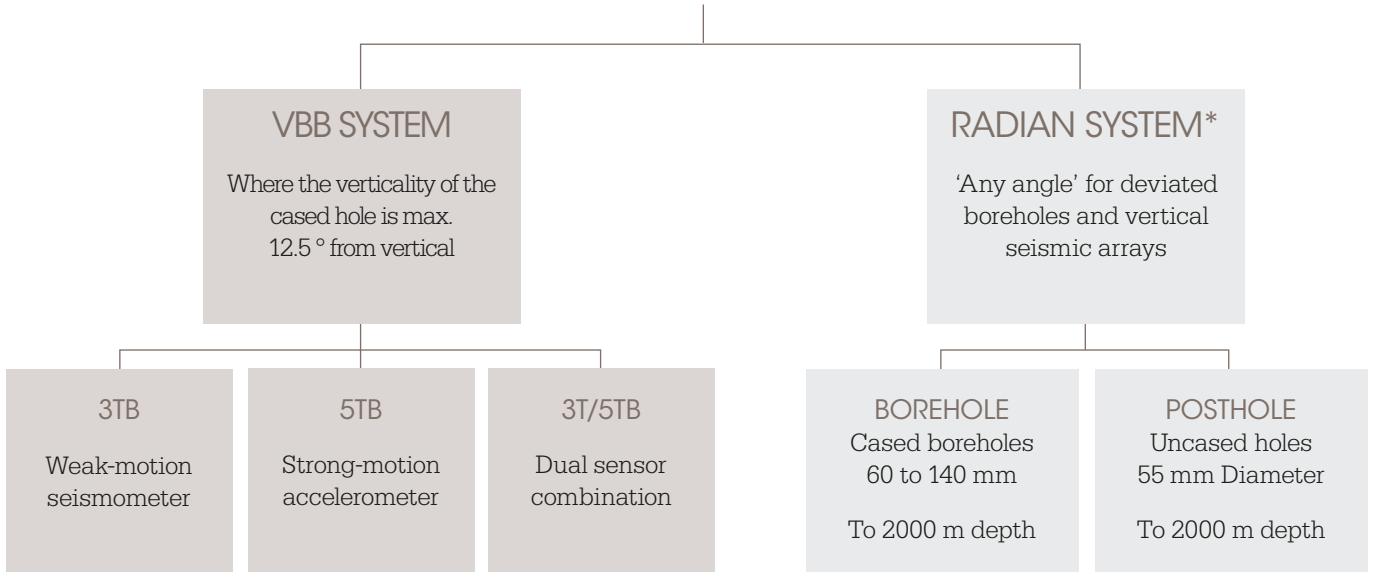 VBB SYSTEM
Where the verticality of the
cased hole is max.
12.5 ° from vertical
RADIAN SYSTEM*
‘Any angle’ for deviated
boreholes and vertical
seismic arrays
3TB
Weak-motion
seismometer
5TB
Strong-motion
accelerometer
3T/5TB
Dual sensor
combination
BOREHOLE
Cased boreholes
60 to 140 mm
To 2000 m depth
POSTHOLE
Uncased holes
55 mm Diameter
To 2000 m depth